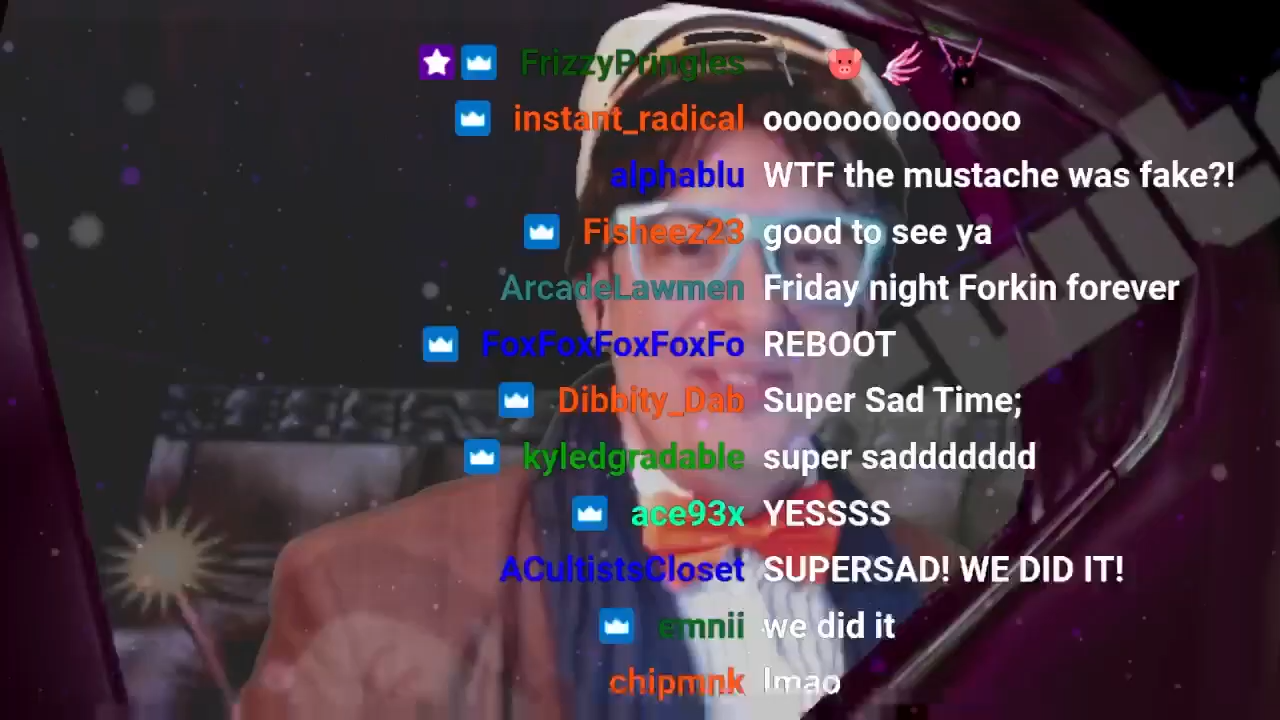 FrizzyPringles
instant_radical ooooooooooooo
alphablu WTF the mustache was fake?!
Fisheez23 good to see ya
ArcadeLawmen Friday night Forkin forever
FoxFoxFoxFoxFo REBOOT
Dibbity_Dab Super Sad Time;
kyledgradable super saddddddd
ace93x YESSSS
ACultistsCloset SUPERSAD! WE DID IT!
emnii we did it
chipmnk lmao